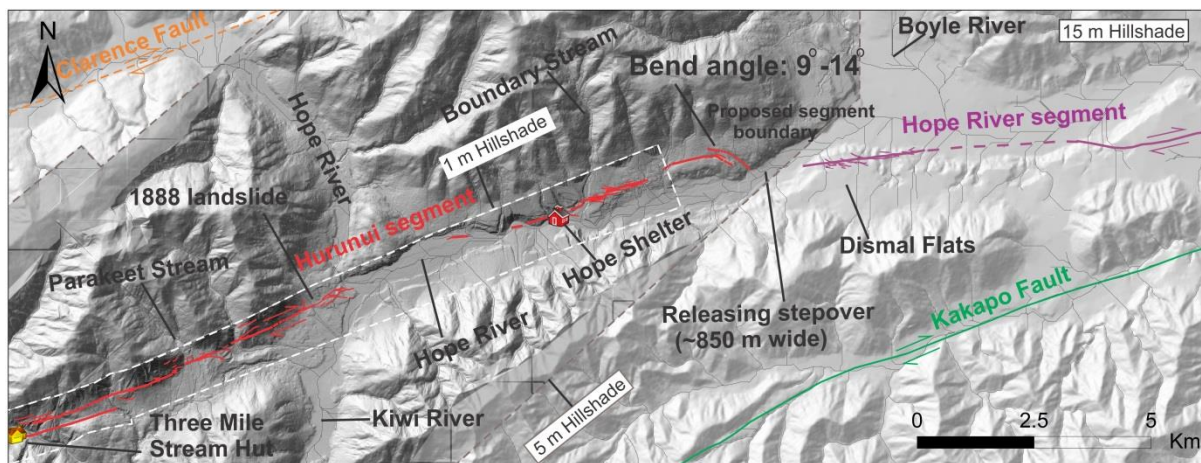 N
Clarence Fault
Hope River
Boundary Stream
Bend angle: 9°-14°
Boyle River
15 m Hillshade
Proposed segment
boundary
Hope River segment
1 m Hillshade
1888 landslide
Hurunui segment
Parakeet Stream
Hope Shelter
Dismal Flats
Hope River
Releasing stepover
(~850 m wide)
Kakapo Fault
Three Mile
Stream Hut
Kiwi River
5 m Hillshade
0 2.5 5
Km